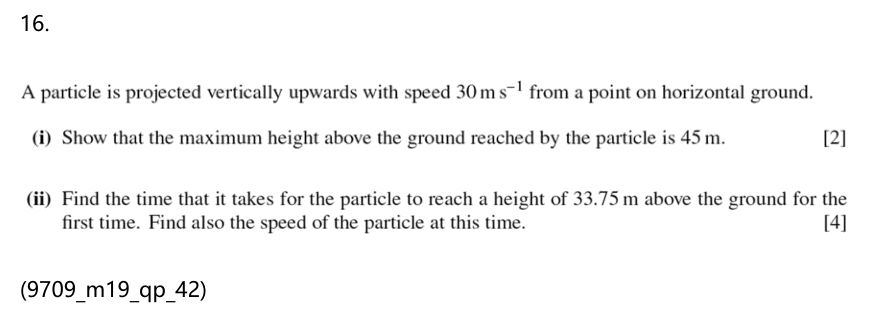 16.
A particle is projected vertically upwards with speed 30 m s⁻¹ from a point on horizontal ground.
(i) Show that the maximum height above the ground reached by the particle is 45 m. [2]
(ii) Find the time that it takes for the particle to reach a height of 33.75 m above the ground for the
first time. Find also the speed of the particle at this time. [4]
(9709_m19_qp_42)